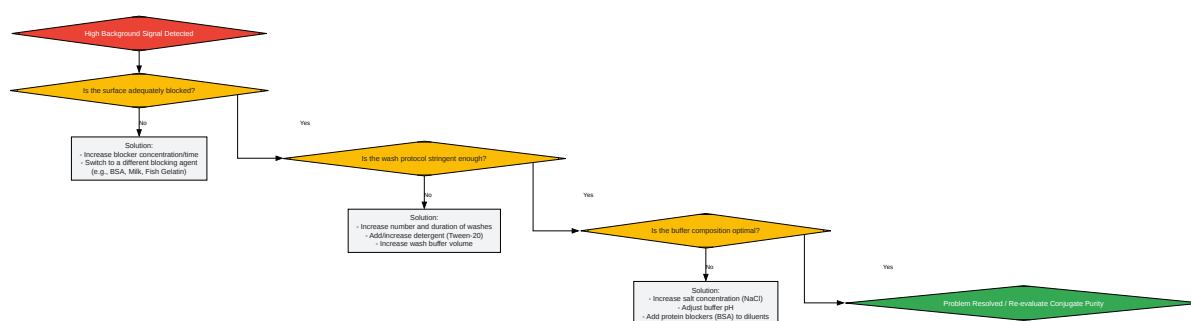 High Background Signal Detected
Is the surface adequately blocked?
No
Yes
Solution:
- Increase blocker concentration/time
- Switch to a different blocking agent
(e.g., BSA, Milk, Fish Gelatin)
Is the wash protocol stringent enough?
No
Yes
Solution:
- Increase number and duration of washes
- Add/increase detergent (Tween-20)
- Increase wash buffer volume
Is the buffer composition optimal?
No
Yes
Solution:
- Increase salt concentration (NaCl)
- Adjust buffer pH
- Add protein blockers (BSA) to diluents
Problem Resolved / Re-evaluate Conjugate Purity